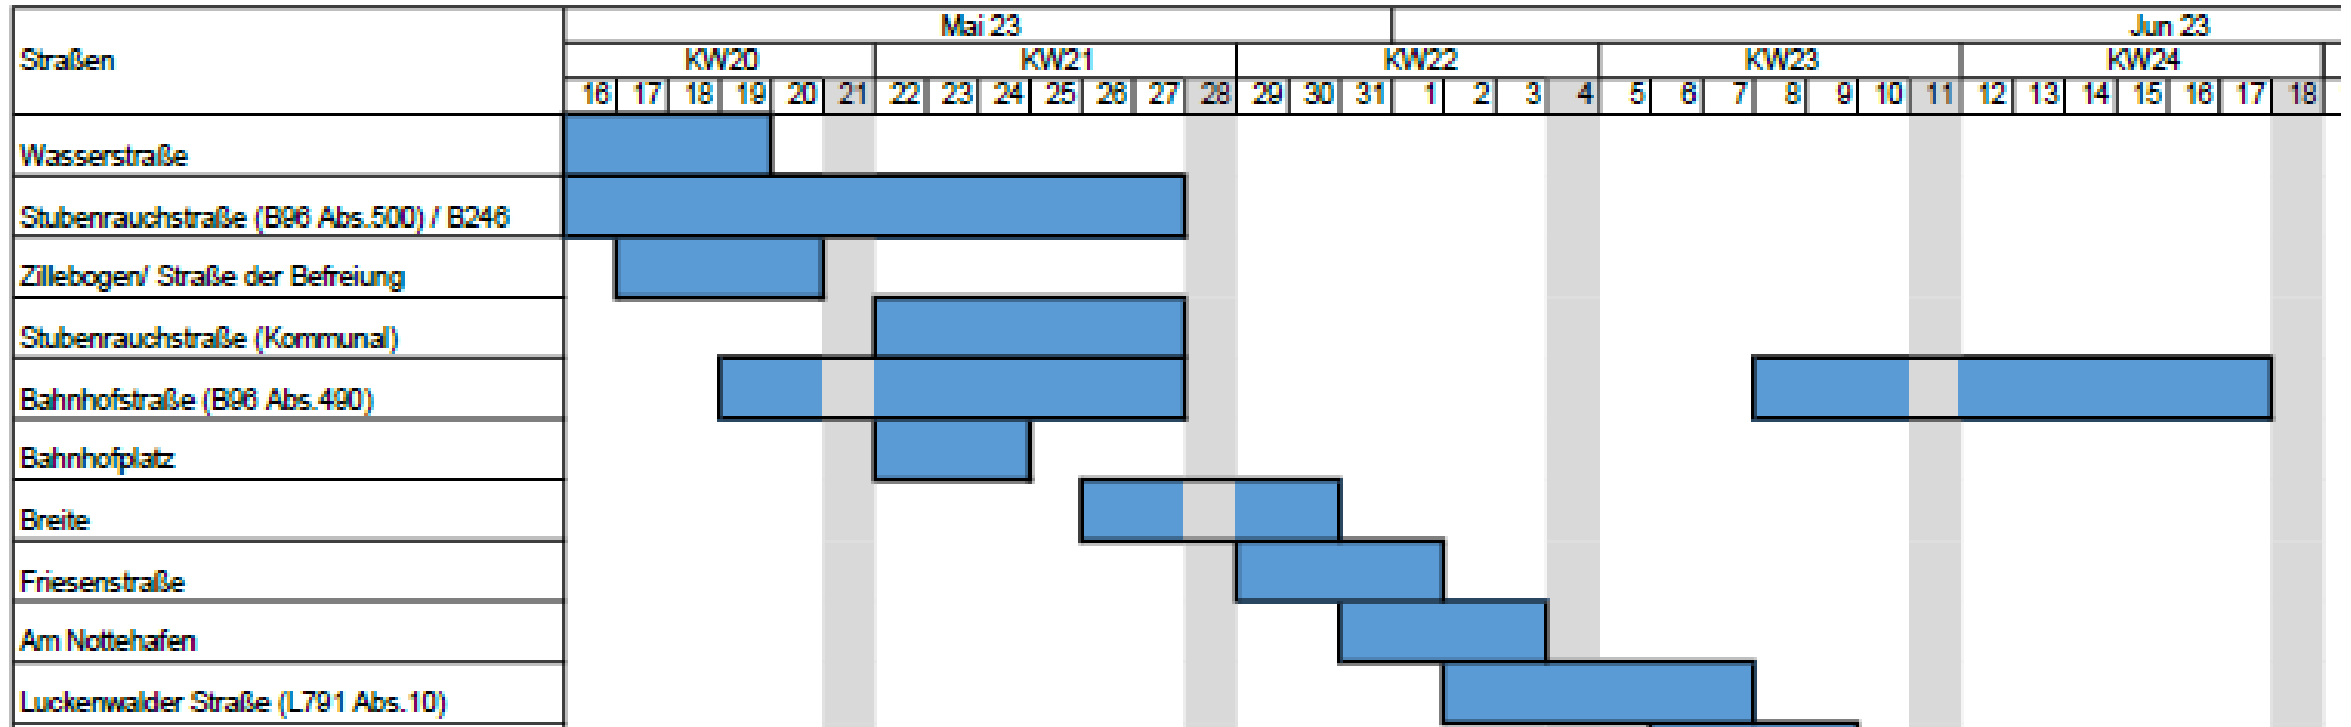 Straßen
Mai 23 Jun 23
KW20 KW21 KW22 KW23 KW24
16 17 18 19 20 21 22 23 24 25 26 27 28 29 30 31 1 2 3 4 5 6 7 8 9 10 11 12 13 14 15 16 17 18
Wasserstraße
Stubenrauchstraße (B96 Abs.500) / B246
Zillebogen/ Straße der Befreiung
Stubenrauchstraße (Kommunal)
Bahnhofstraße (B96 Abs.490)
Bahnhofplatz
Breite
Friesenstraße
Am Nottehafen
Luckenwalder Straße (L791 Abs.10)